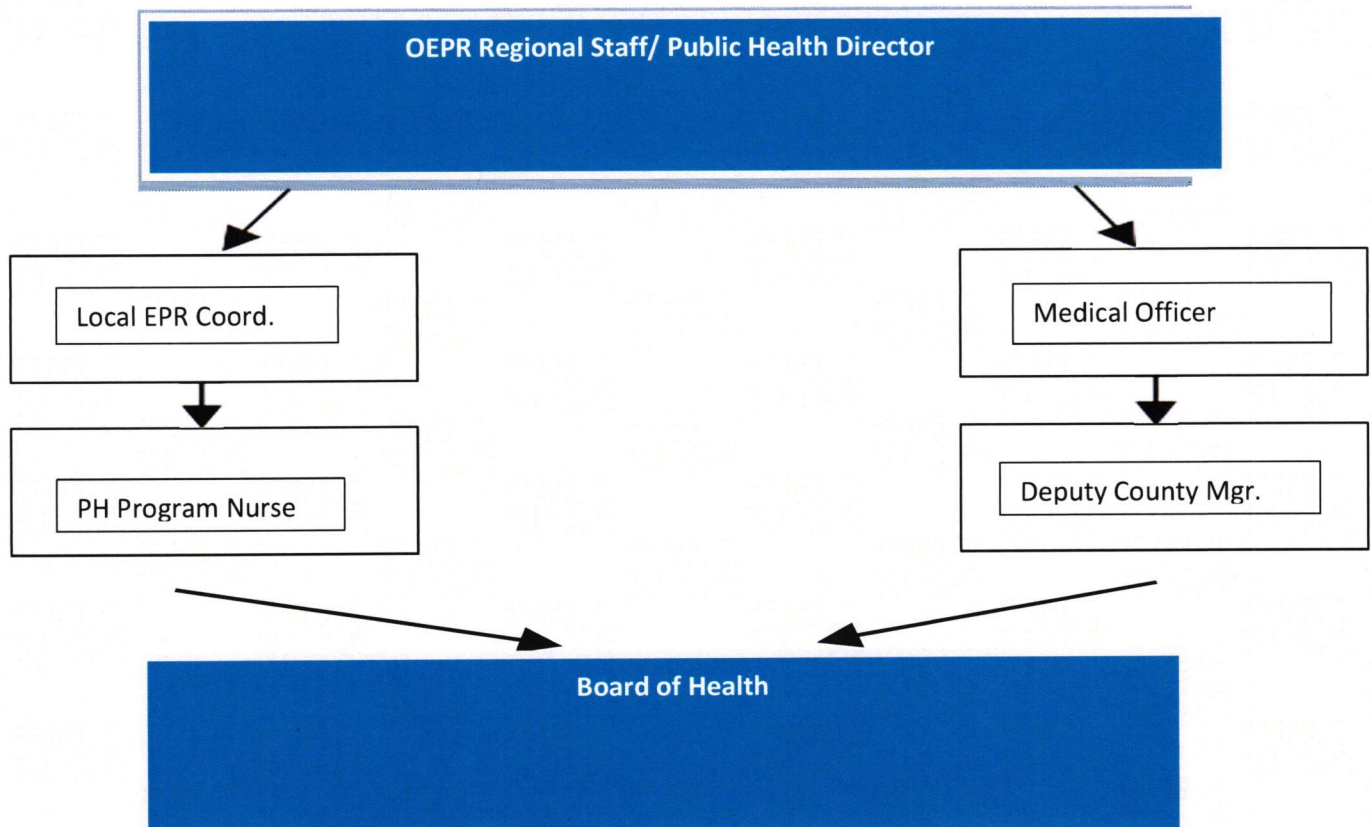 OEPR Regional Staff/ Public Health Director
Local EPR Coord.
Medical Officer
PH Program Nurse
Deputy County Mgr.
Board of Health